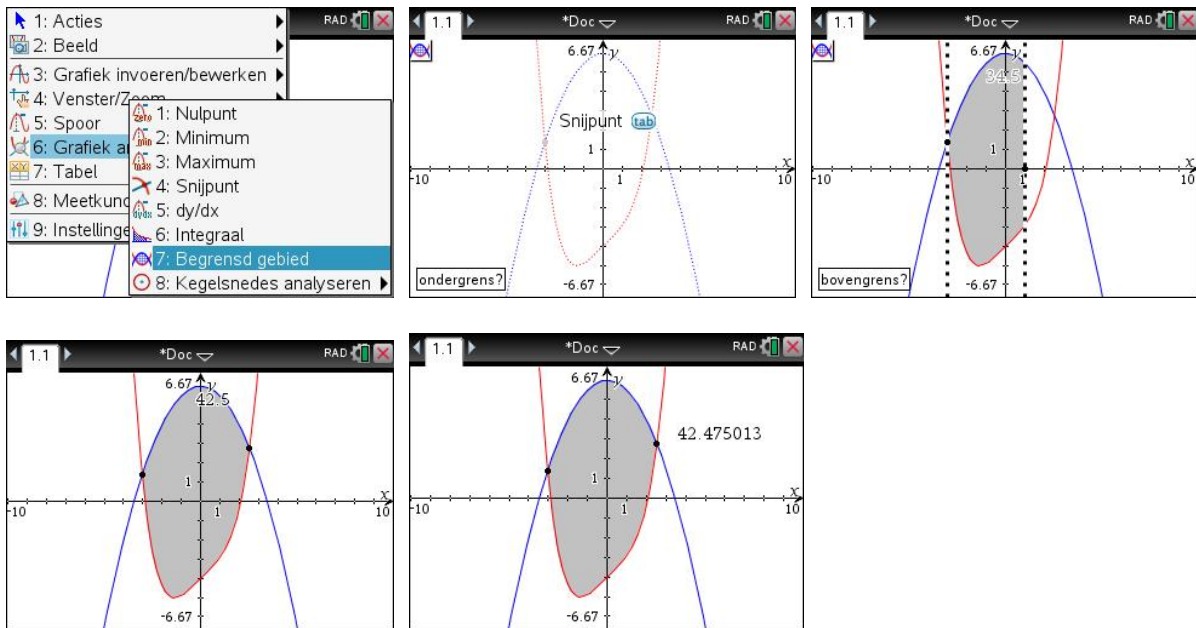 1: Acties
2: Beeld
3: Grafiek invoeren/bewerken
4: Venster/Zoom
5: Spoor
6: Grafiek a
7: Tabel
8: Meetkund
9: Instellinge
RAD
1: Nulpunt
2: Minimum
3: Maximum
4: Snijpunt
5: dy/dx
6: Integraal
7: Begrensd gebied
8: Kegelsnedes analyseren
1.1
*Doc
RAD
6.67
y
Snijpunt tab
1
x
-10
1
10
ondergrens?
-6.67
1.1
*Doc
RAD
6.67
y
34.5
1
x
-10
1
10
bovengrens?
-6.67
1.1
*Doc
RAD
6.67
y
42.5
1
x
-10
1
10
-6.67
1.1
*Doc
RAD
6.67
y
42.475013
1
x
-10
1
10
-6.67